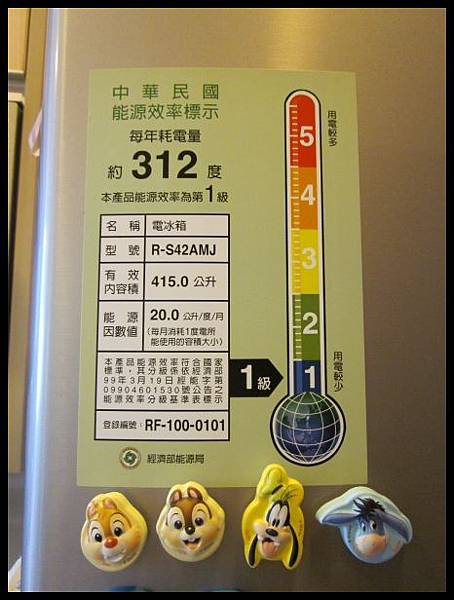 中華民國
能源效率標示
每年耗電量
約 312 度
本產品能源效率為第1級
名稱 電冰箱
型號 R-S42AMJ
有效內容積 415.0 公升
能源因數值 20.0 公升/度/月
(每月消耗1度電所
能使用的容積大小)
本產品能源效率符合國家
標準，其分級係依經濟部
99年3月19日經能字第
09904601530號公告之
能源效率分級基準表標示
登錄編號：RF-100-0101
經濟部能源局
用電較多
5
4
3
2
1級
1
用電較少